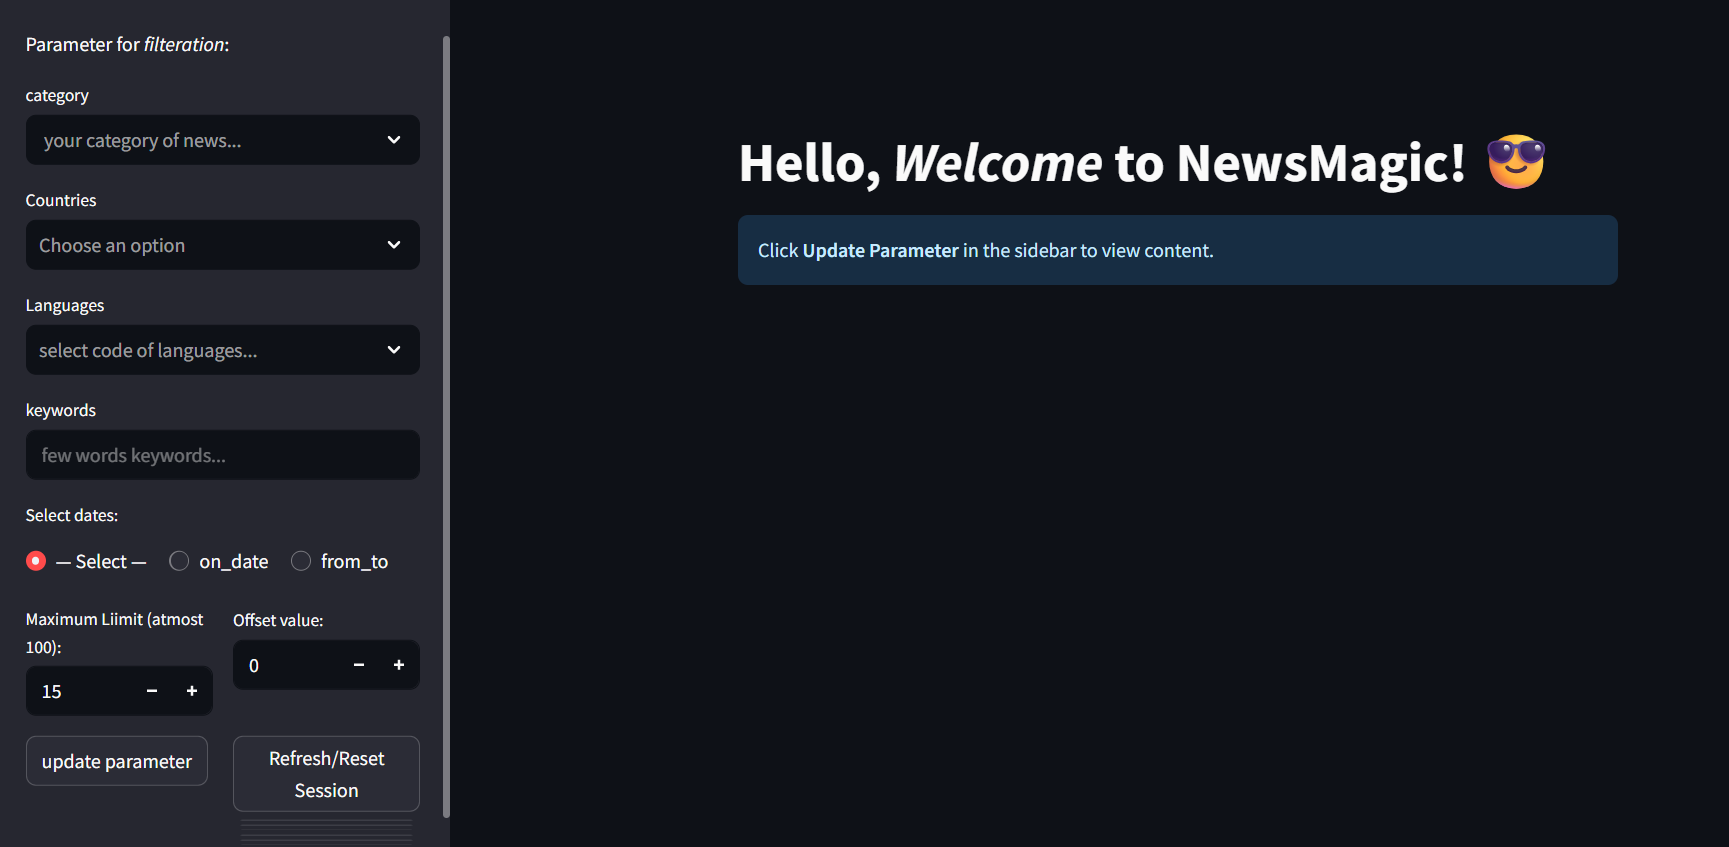 Parameter for filteration:
category
your category of news...
Countries
Choose an option
Languages
select code of languages...
keywords
few words keywords...
Select dates:
— Select — on_date from_to
Maximum Liimit (atmost
100):
15
Offset value:
0
update parameter
Refresh/Reset
Session
Hello, Welcome to NewsMagic! 😎
Click Update Parameter in the sidebar to view content.